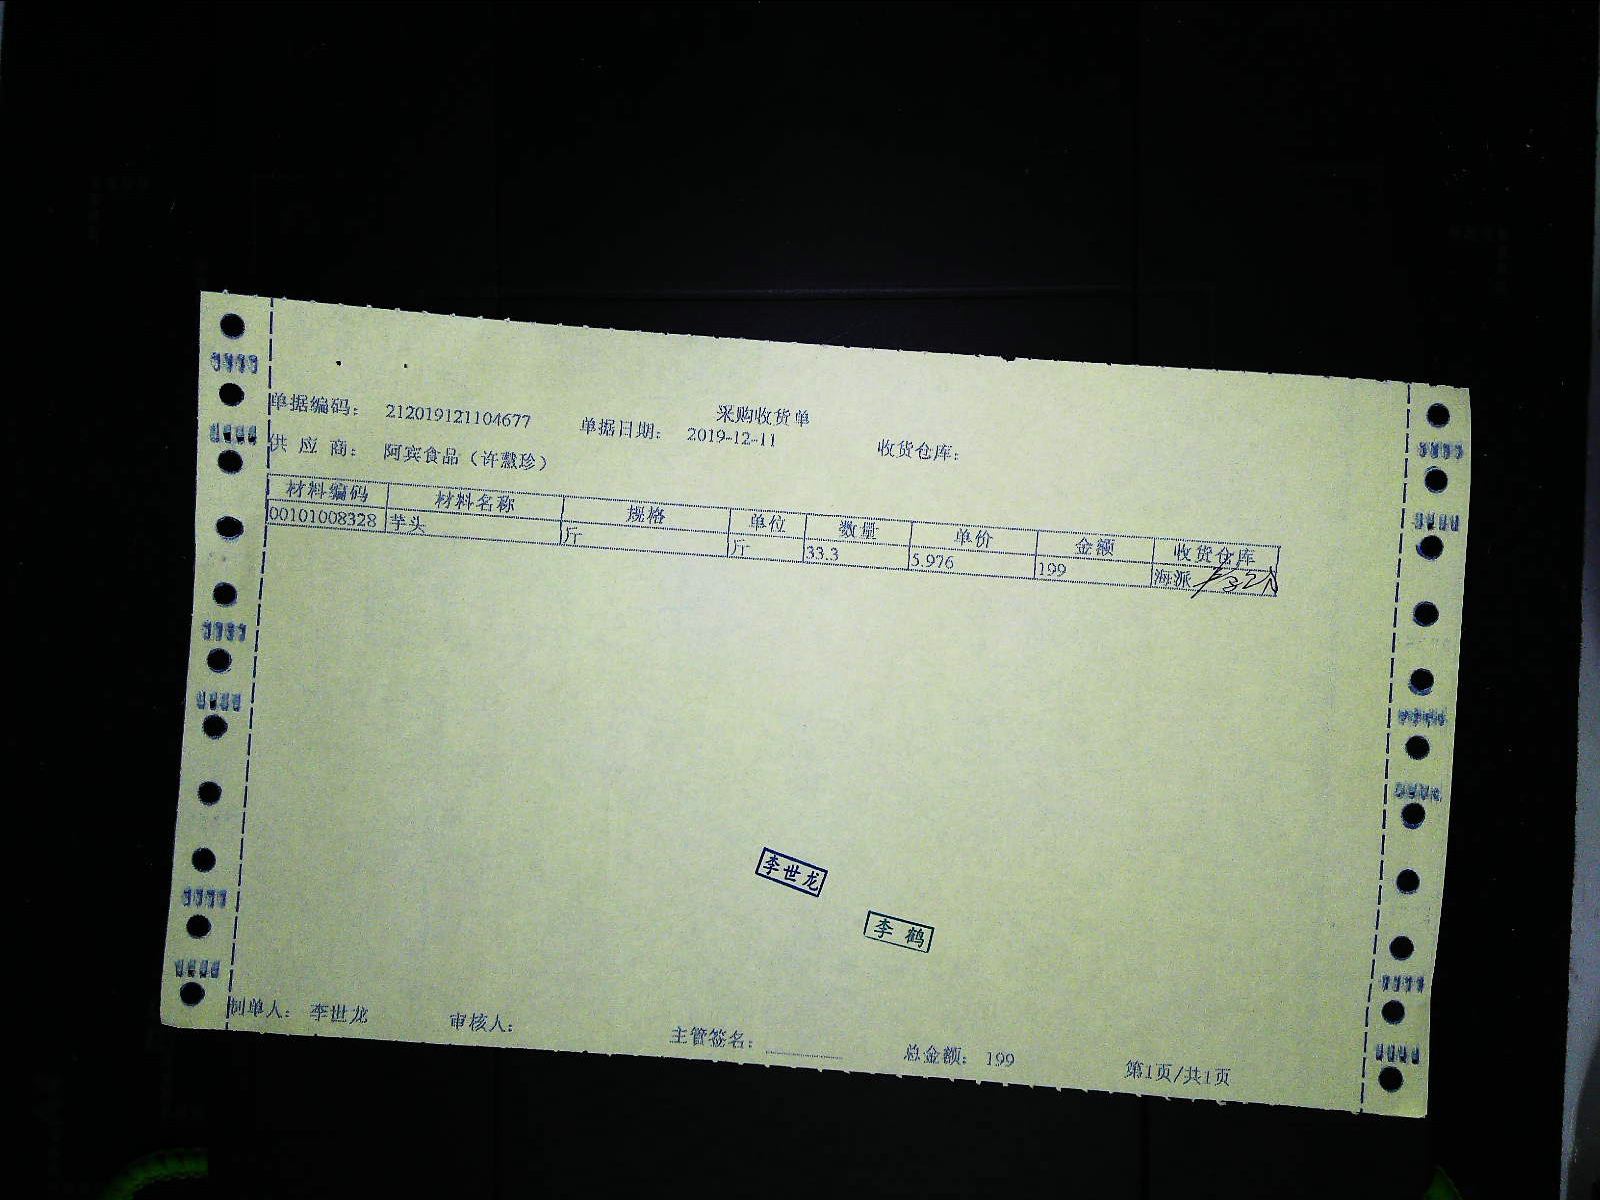 采购收货单
单据编码: 212019121104677 单据日期: 2019-12-11 收货仓库:
供 应 商: 阿宾食品（许慧珍）
材料编码 材料名称 规格 单位 数量 单价 金额 收货仓库
00101008328 芋头 斤 斤 33.3 5.976 199 海派
李世龙
李 鹤
制单人: 李世龙 审核人: 主管签名: 总金额: 199 第1页/共1页